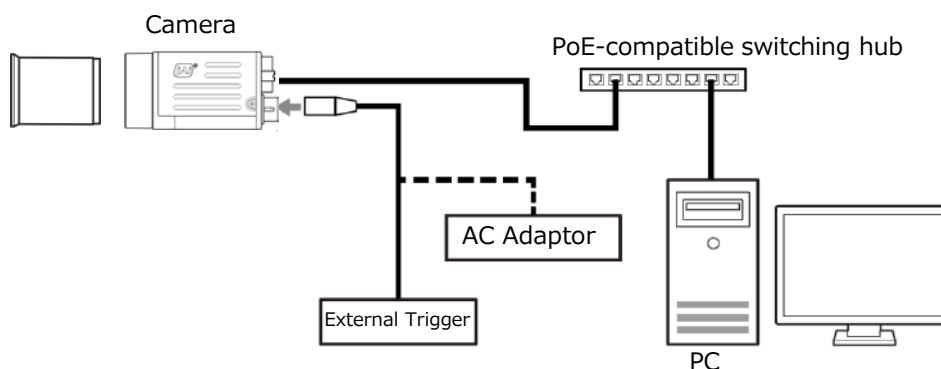 Camera
PoE-compatible switching hub
AC Adaptor
External Trigger
PC